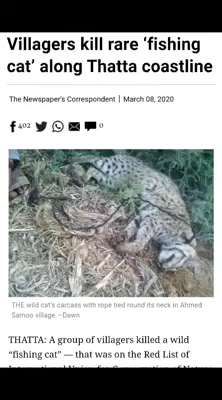 Villagers kill rare ‘fishing
cat’ along Thatta coastline
The Newspaper's Correspondent | March 08, 2020
402
0
THE wild cat's carcass with rope tied round its neck in Ahmed
Samoo village.—Dawn
THATTA: A group of villagers killed a wild
“fishing cat” — that was on the Red List of